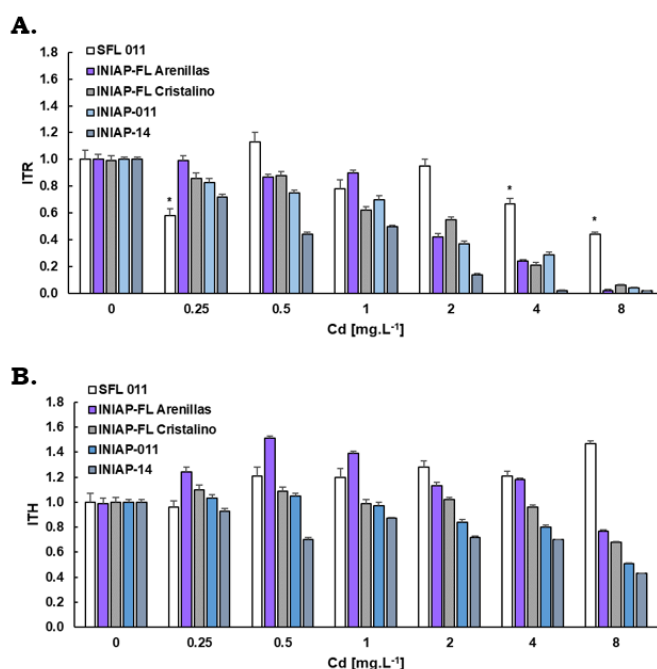 A.
1.8
1.6
1.4
1.2
1.0
0.8
0.6
0.4
0.2
0.0
ITR
SFL 011
INIAP-FL Arenillas
INIAP-FL Cristalino
INIAP-011
INIAP-14
* * *
0 0.25 0.5 1 2 4 8
Cd [mg.L⁻¹]
B.
1.8
1.6
1.4
1.2
1.0
0.8
0.6
0.4
0.2
0.0
ITH
SFL 011
INIAP-FL Arenillas
INIAP-FL Cristalino
INIAP-011
INIAP-14
0 0.25 0.5 1 2 4 8
Cd [mg.L⁻¹]